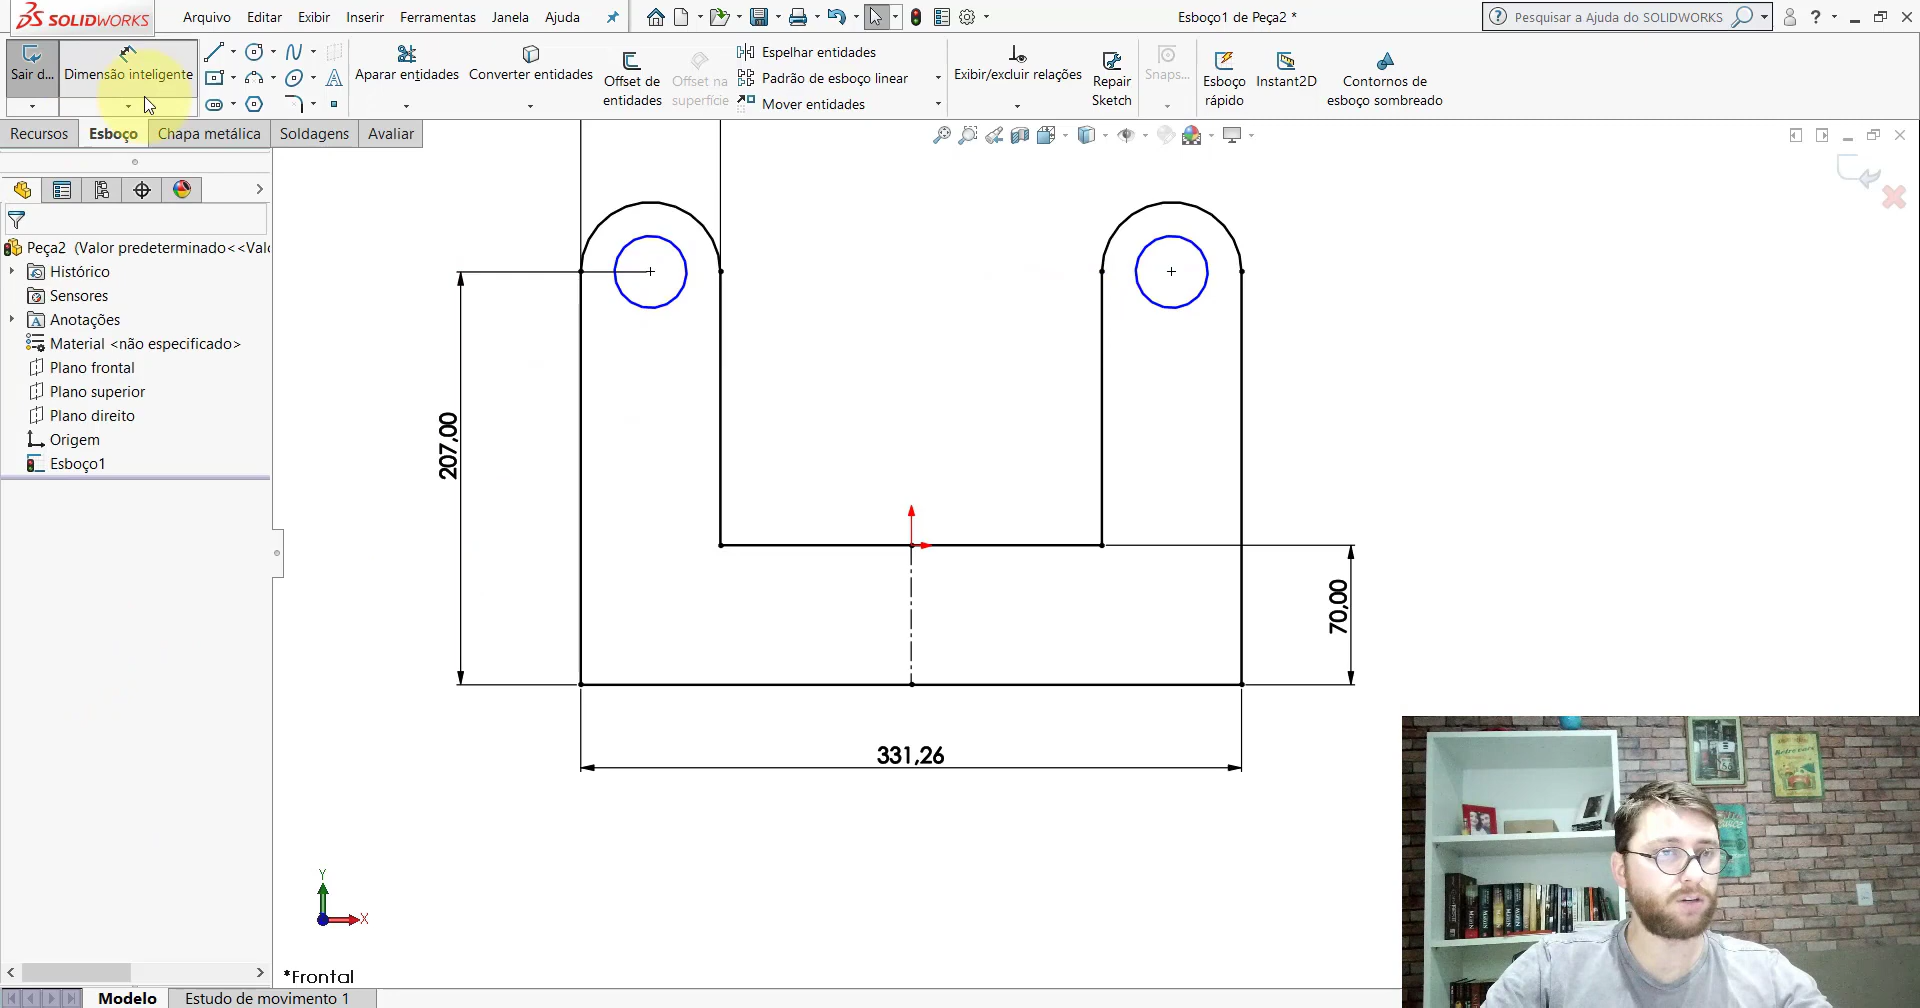 SOLIDWORKS
Arquivo Editar Exibir Inserir Ferramentas Janela Ajuda
Esboço1 de Peça2 *
Pesquisar a Ajuda do SOLIDWORKS
Sair d...
Dimensão inteligente
Aparar entidades
Converter entidades
Offset de
entidades
Offset na
superfície
Espelhar entidades
Padrão de esboço linear
Mover entidades
Exibir/excluir relações
Repair
Sketch
Snaps...
Esboço
rápido
Instant2D
Contornos de
esboço sombreado
Recursos Esboço Chapa metálica Soldagens Avaliar
Peça2 (Valor predeterminado<<Val
Histórico
Sensores
Anotações
Material <não especificado>
Plano frontal
Plano superior
Plano direito
Origem
Esboço1
207,00
70,00
331,26
Y
X
*Frontal
Modelo Estudo de movimento 1